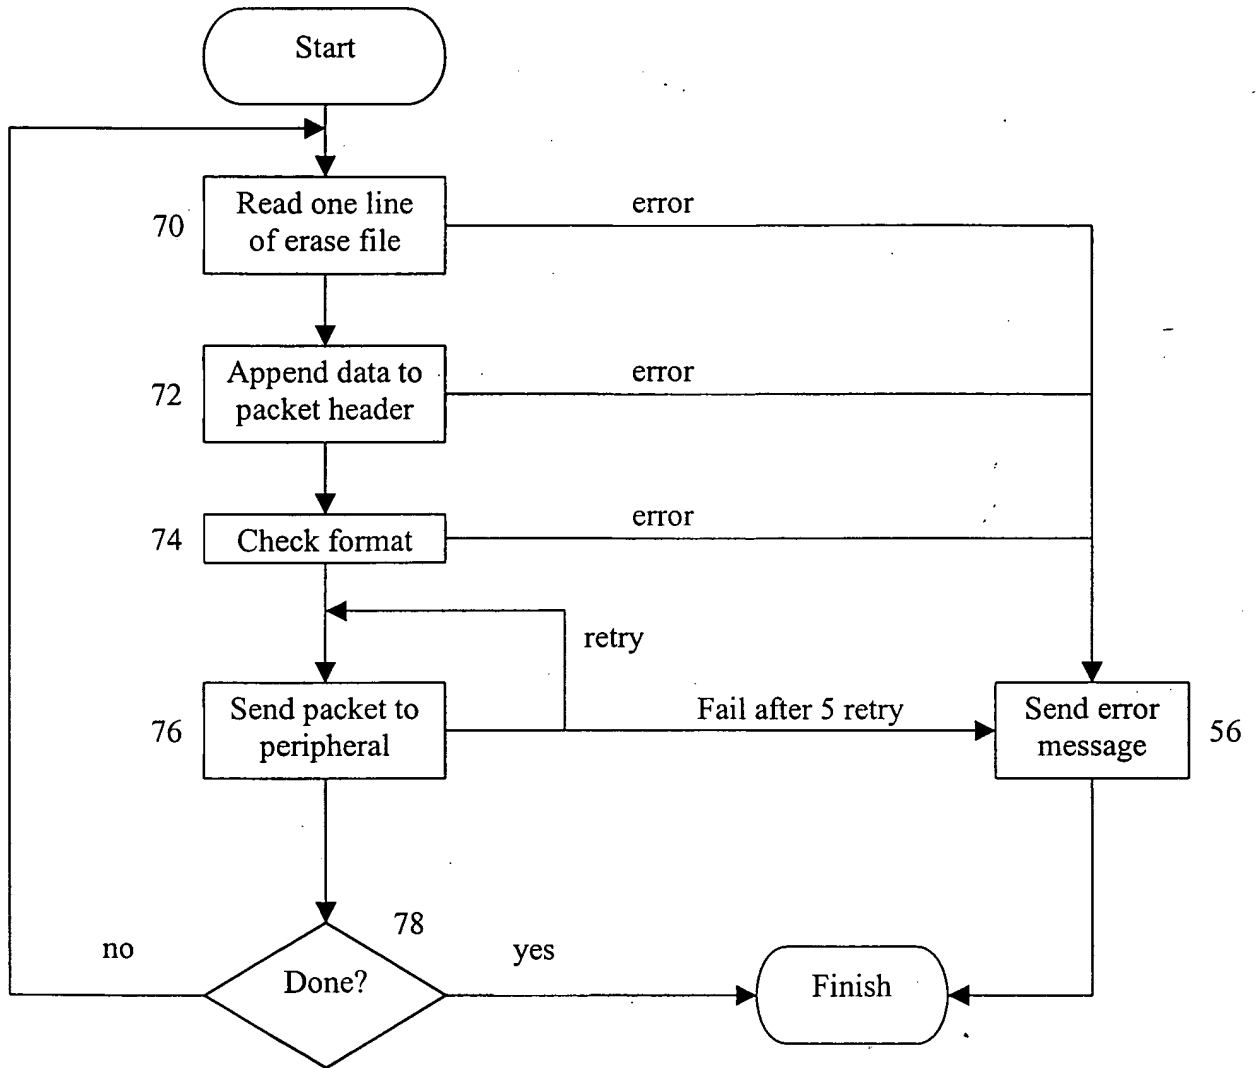 Start
70
Read one line
of erase file
error
72
Append data to
packet header
error
74
Check format
error
retry
76
Send packet to
peripheral
Fail after 5 retry
Send error
message
56
78
no
Done?
yes
Finish